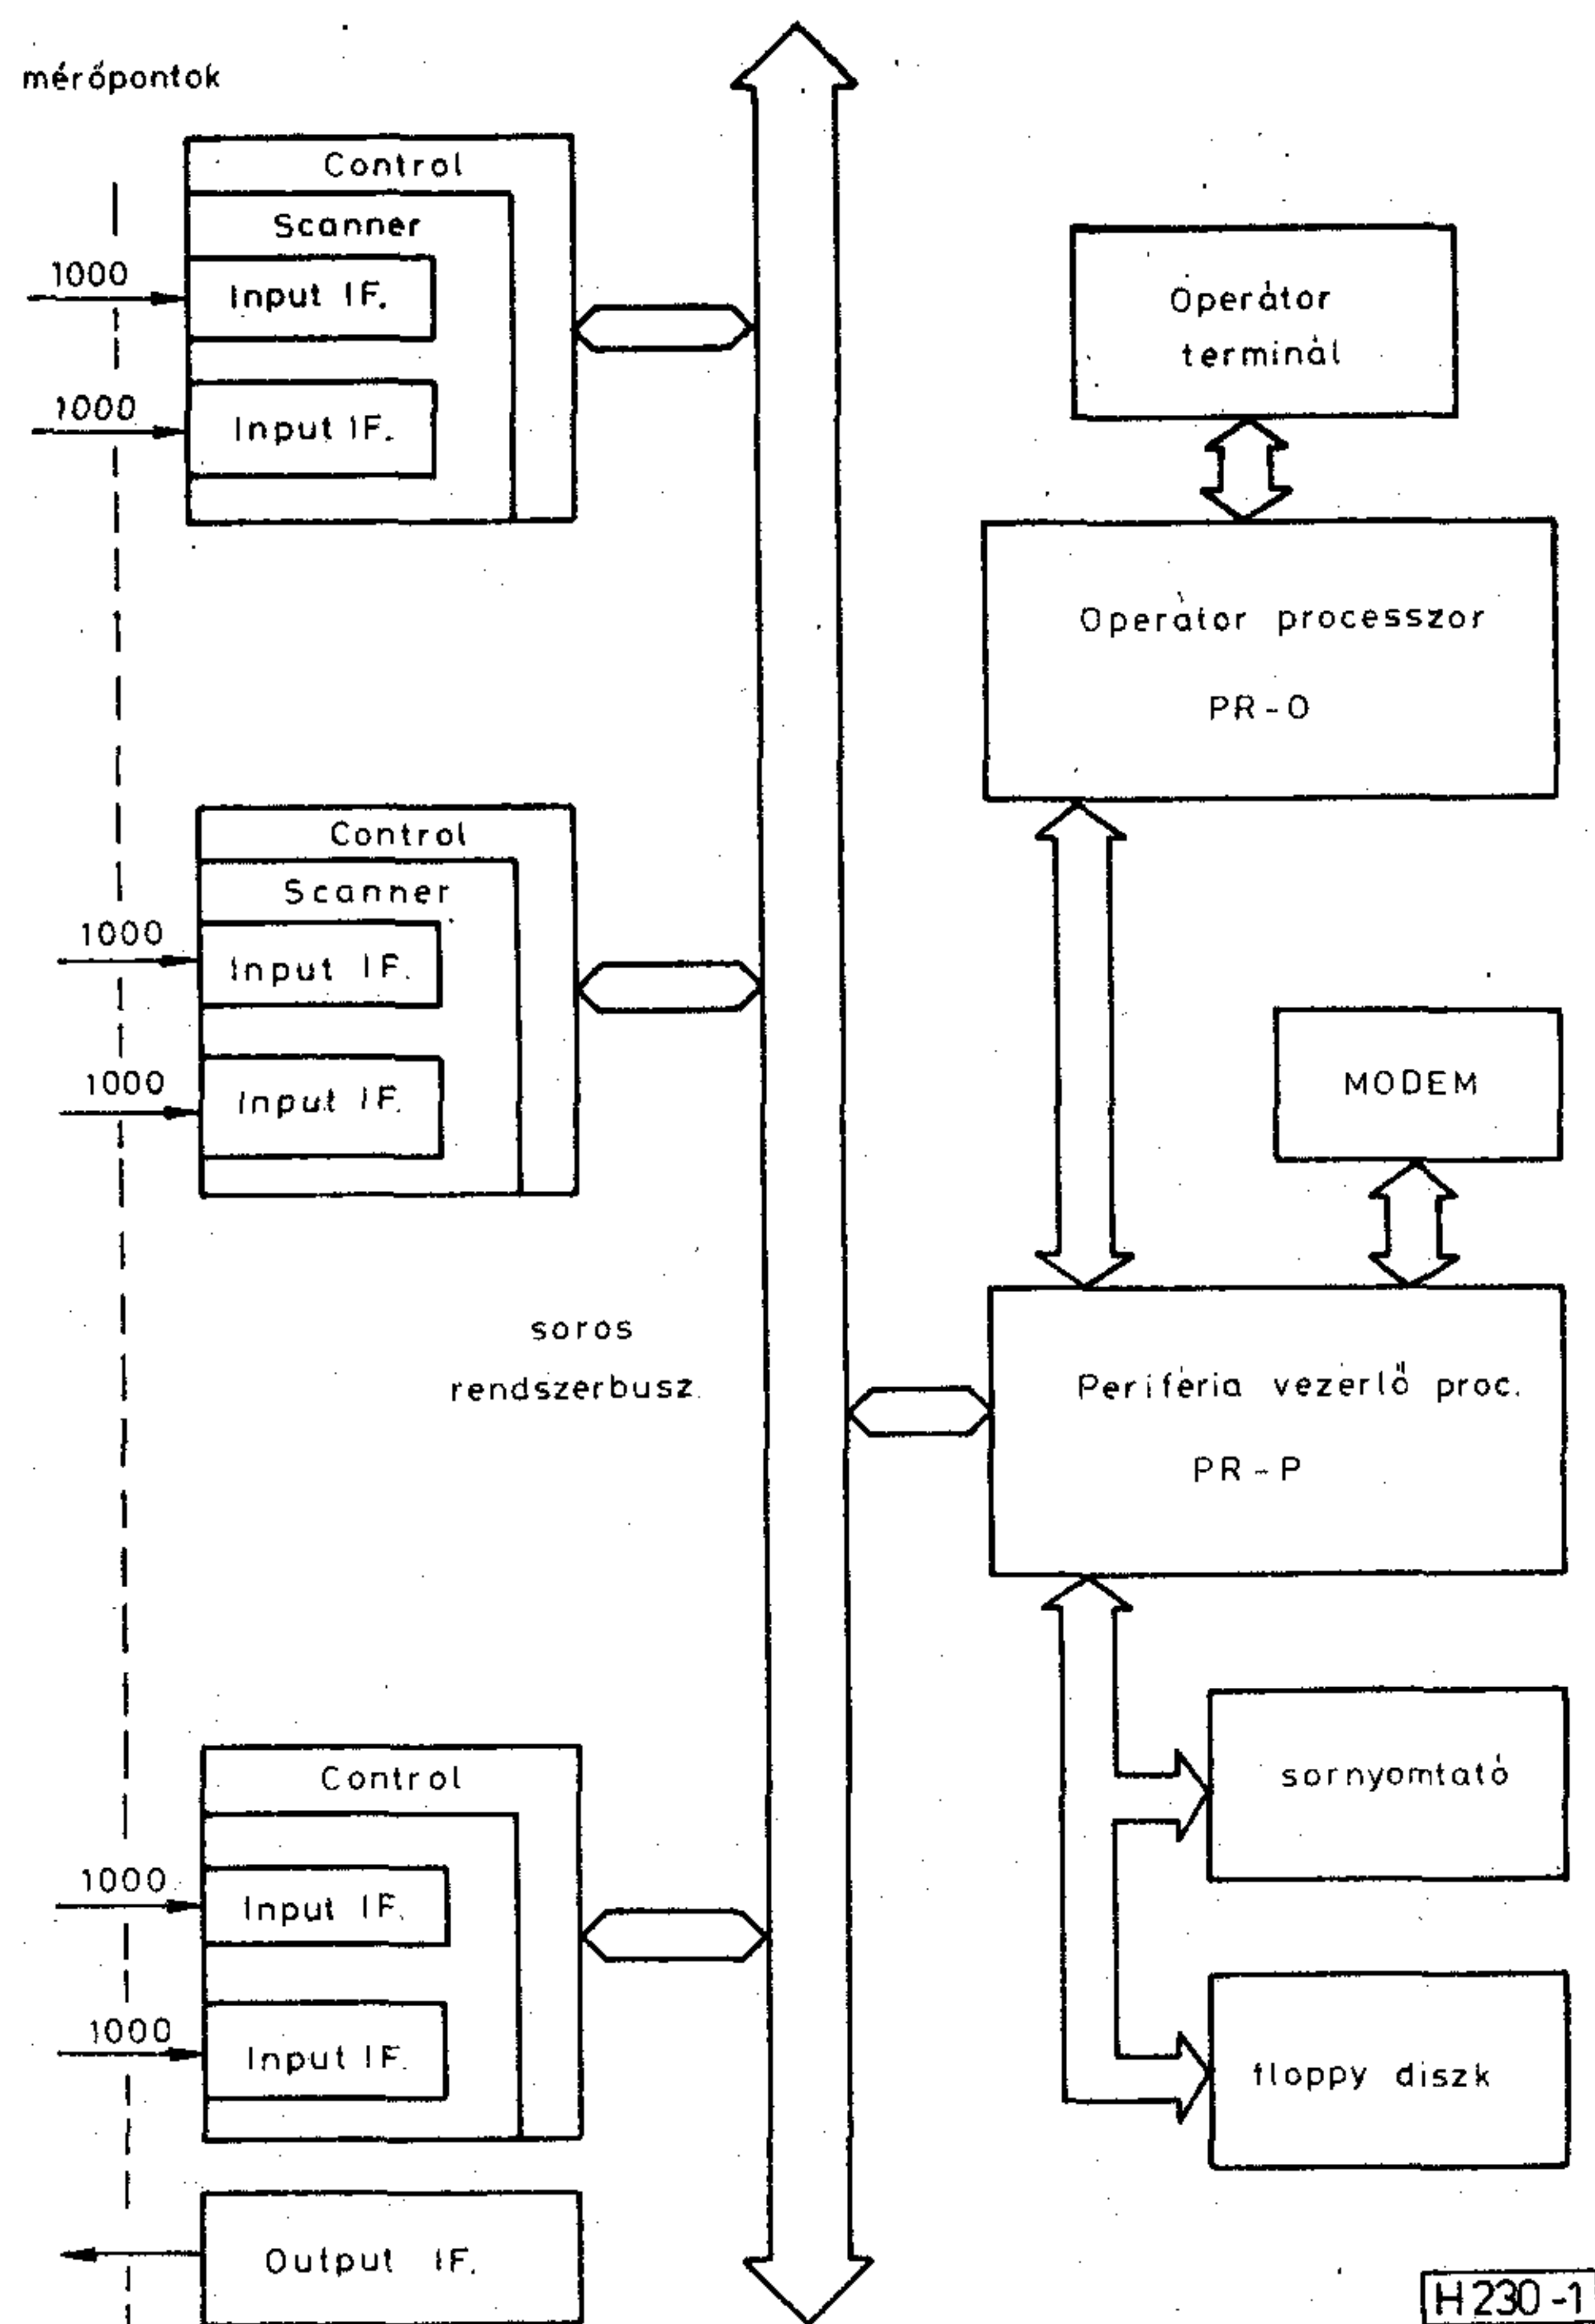 mérőpontok
Control
Scanner
1000
Input IF.
1000
Input IF.
Operátor
terminál
Operátor processzor
PR-O
Control
Scanner
1000
Input IF.
1000
Input IF.
MODEM
soros
rendszerbusz
Periféria vezérlő proc.
PR-P
Control
1000
Input IF.
1000
Input IF.
sornyomtató
floppy diszk
Output IF.
H230-1